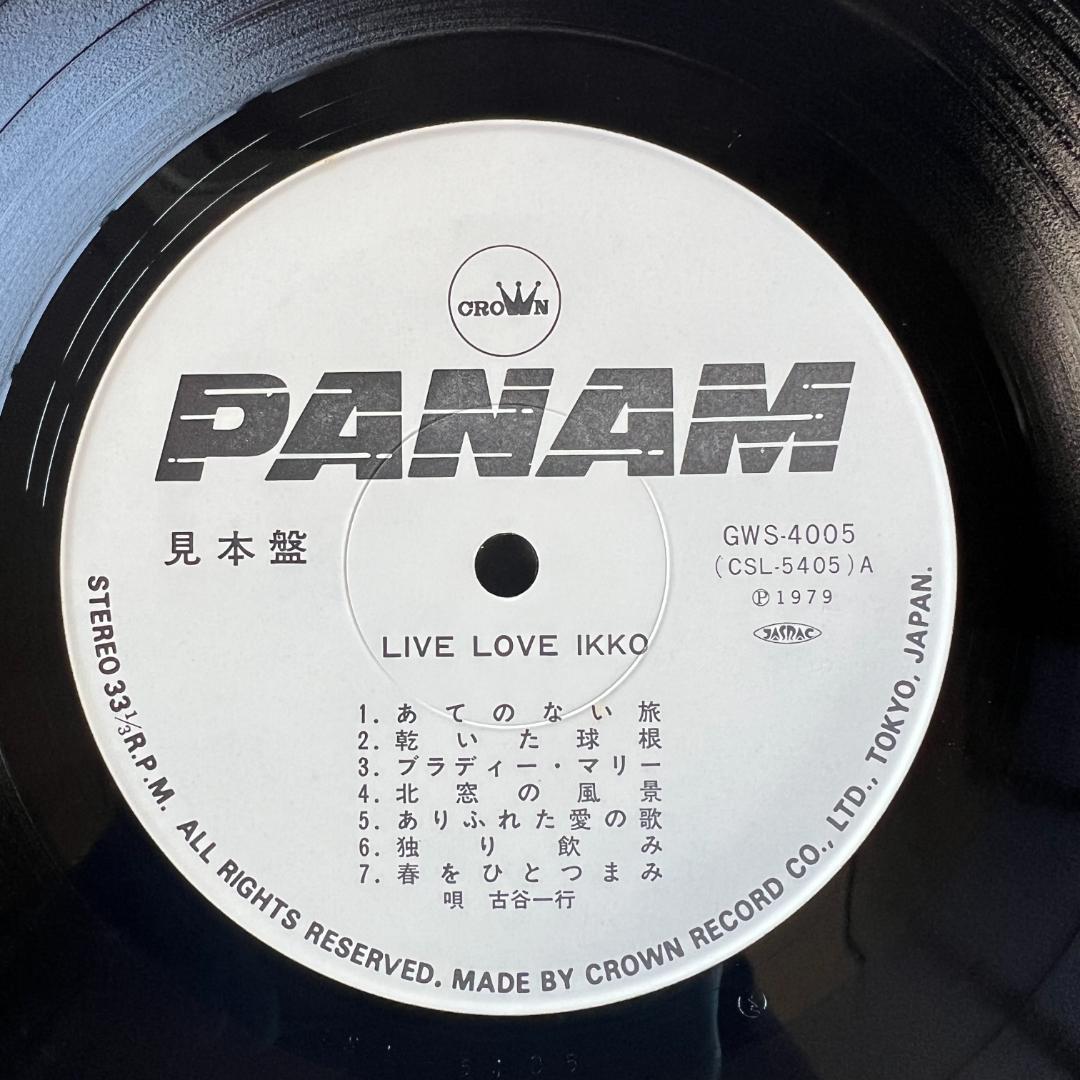 CROWN
PANAM
見本盤
GWS-4005
(CSL-5405)A
Ⓟ1979
JASRAC
LIVE LOVE IKKO
1. あてのない旅
2. 乾いた球根
3. ブラディー・マリー
4. 北窓の風景
5. ありふれた愛の歌
6. 独り飲み
7. 春をひとつまみ
唄 古谷一行
STEREO 33⅓R.P.M. ALL RIGHTS RESERVED. MADE BY CROWN RECORD CO., LTD., TOKYO, JAPAN.